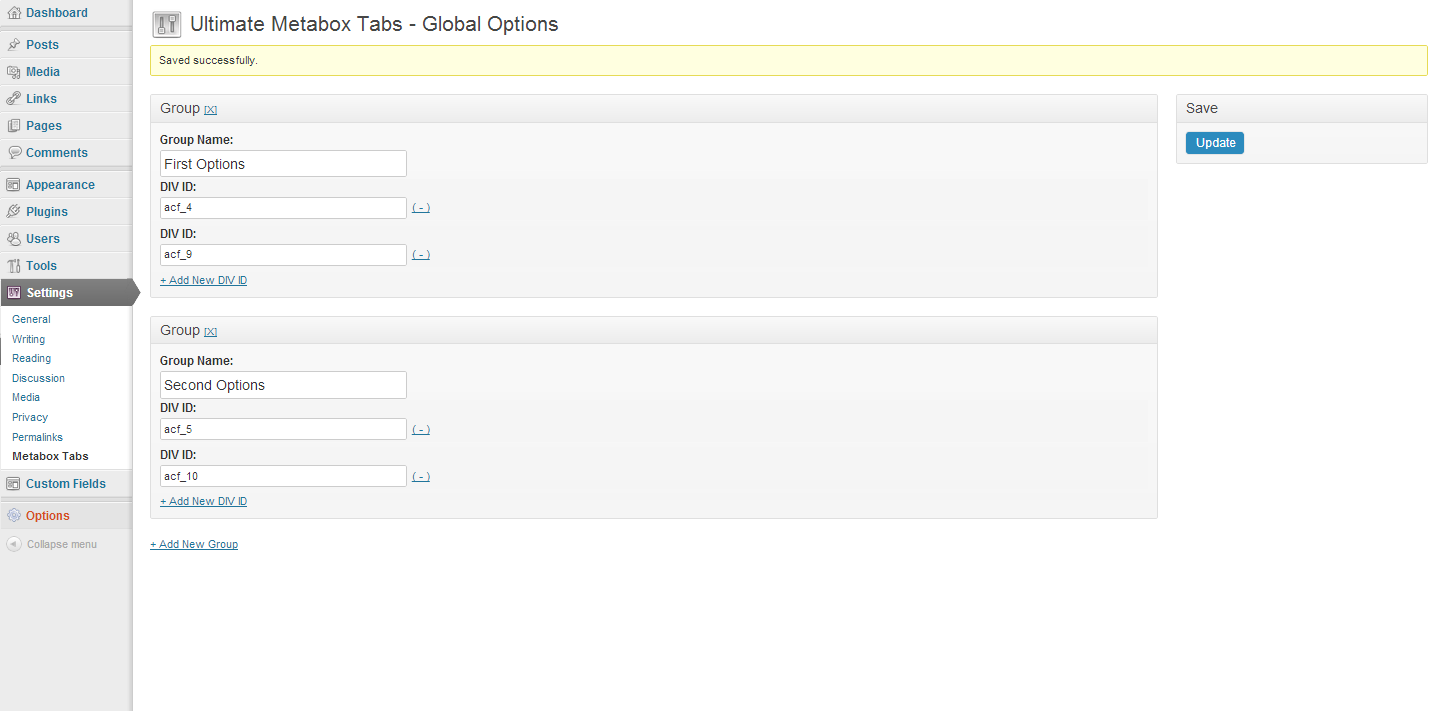 Dashboard
Posts
Media
Links
Pages
Comments
Appearance
Plugins
Users
Tools
Settings
General
Writing
Reading
Discussion
Media
Privacy
Permalinks
Metabox Tabs
Custom Fields
Options
Collapse menu
Ultimate Metabox Tabs - Global Options
Saved successfully.
Group [X]
Group Name:
First Options
DIV ID:
acf_4 ( - )
DIV ID:
acf_9 ( - )
+ Add New DIV ID
Group [X]
Group Name:
Second Options
DIV ID:
acf_5 ( - )
DIV ID:
acf_10 ( - )
+ Add New DIV ID
+ Add New Group
Save
Update